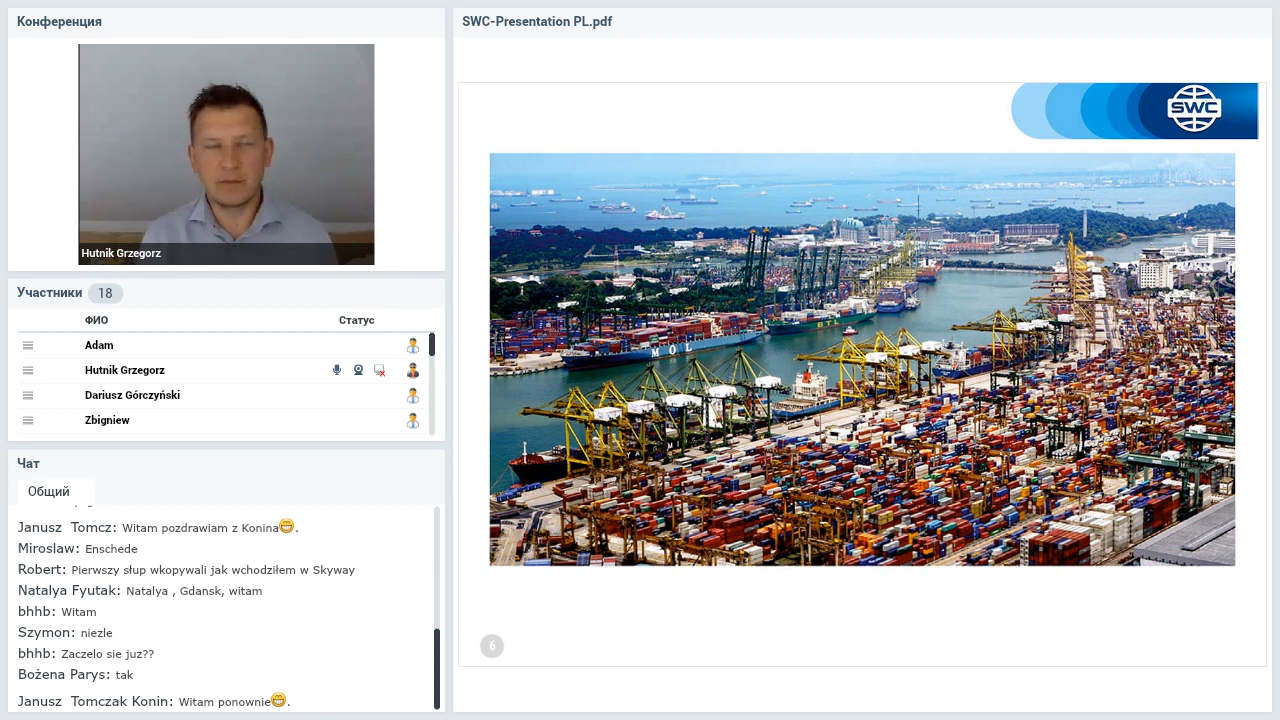 Конференция
Hutnik Grzegorz
Участники 18
ФИО Статус
Adam
Hutnik Grzegorz
Dariusz Górczyński
Zbigniew
Чат
Общий
Janusz Tomcz: Witam pozdrawiam z Konina😁.
Miroslaw: Enschede
Robert: Pierwszy słup wkopywali jak wchodziłem w Skyway
Natalya Fyutak: Natalya , Gdansk, witam
bhhb: Witam
Szymon: niezle
bhhb: Zaczelo sie juz??
Bożena Parys: tak
Janusz Tomczak Konin: Witam ponownie😁.
SWC-Presentation PL.pdf
SWC
MOL
BTL
6